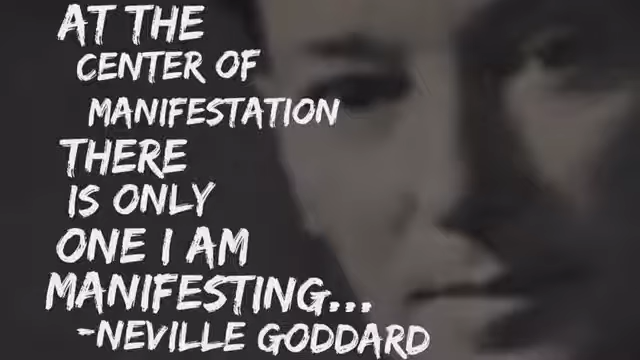 AT THE
CENTER OF
MANIFESTATION
THERE
IS ONLY
ONE I AM
MANIFESTING...
-NEVILLE GODDARD